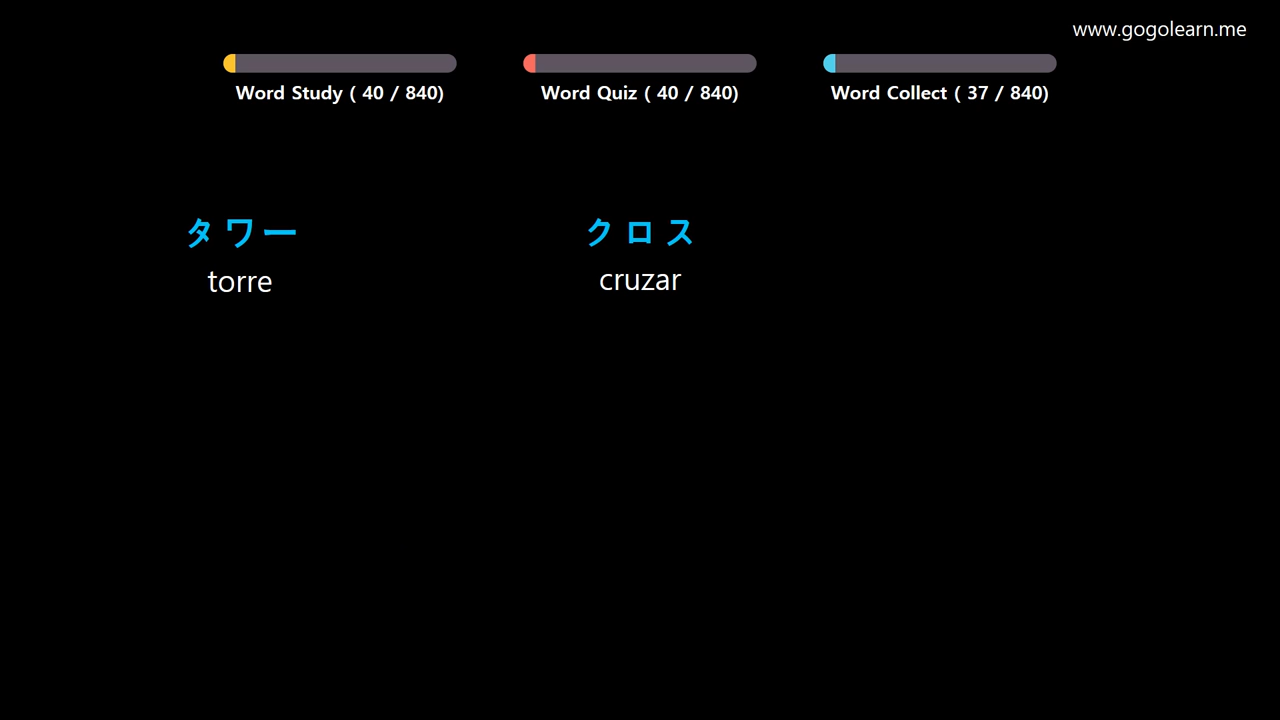 www.gogolearn.me
Word Study ( 40 / 840)
Word Quiz ( 40 / 840)
Word Collect ( 37 / 840)
タワー
torre
クロス
cruzar